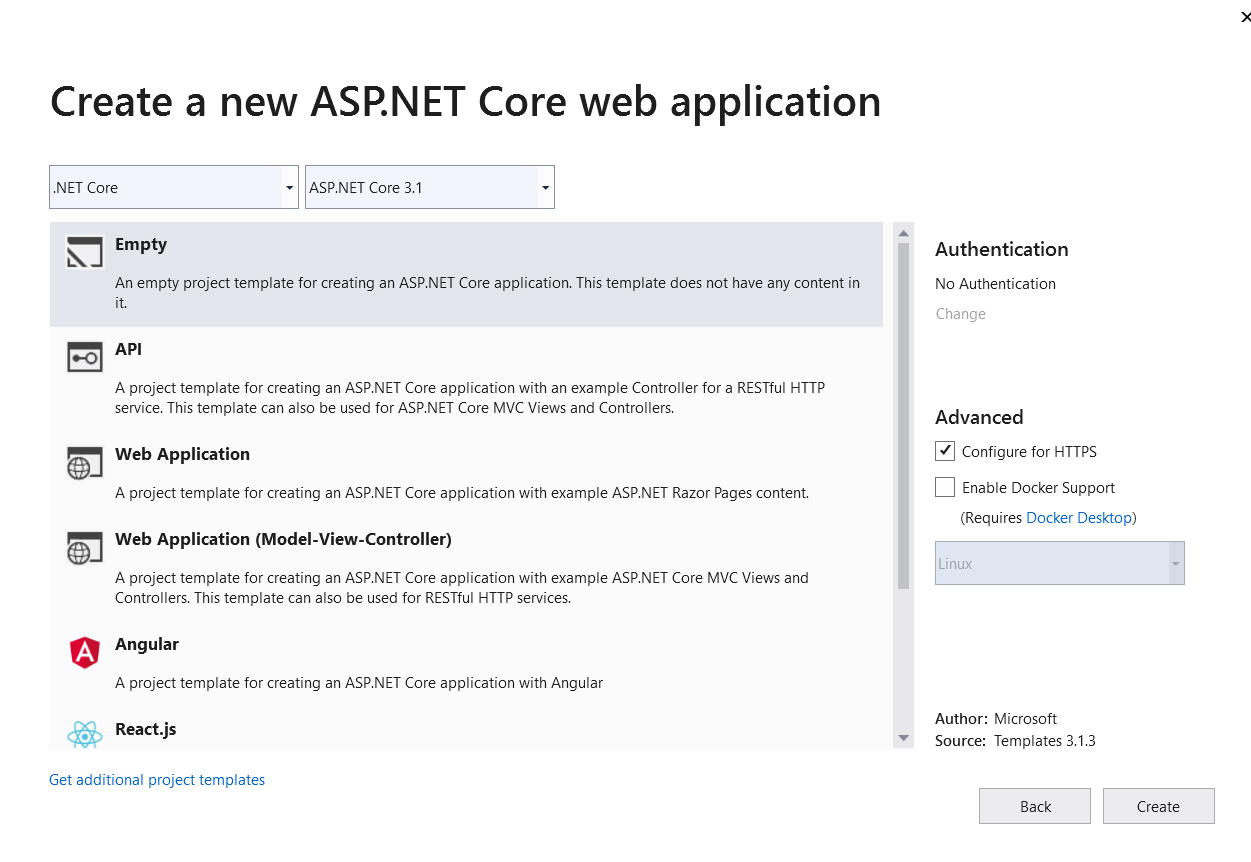 Create a new ASP.NET Core web application
.NET Core
ASP.NET Core 3.1
Empty
An empty project template for creating an ASP.NET Core application. This template does not have any content in
it.
API
A project template for creating an ASP.NET Core application with an example Controller for a RESTful HTTP
service. This template can also be used for ASP.NET Core MVC Views and Controllers.
Web Application
A project template for creating an ASP.NET Core application with example ASP.NET Razor Pages content.
Web Application (Model-View-Controller)
A project template for creating an ASP.NET Core application with example ASP.NET Core MVC Views and
Controllers. This template can also be used for RESTful HTTP services.
Angular
A project template for creating an ASP.NET Core application with Angular
React.js
Get additional project templates
Authentication
No Authentication
Change
Advanced
Configure for HTTPS
Enable Docker Support
(Requires Docker Desktop)
Linux
Author: Microsoft
Source: Templates 3.1.3
Back
Create